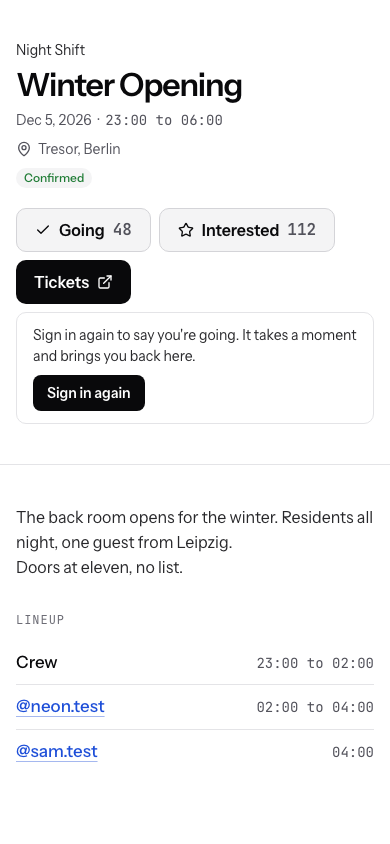 Night Shift
Winter Opening
Dec 5, 2026 · 23:00 to 06:00
Tresor, Berlin
Confirmed
Going 48
Interested 112
Tickets
Sign in again to say you're going. It takes a moment
and brings you back here.
Sign in again
The back room opens for the winter. Residents all
night, one guest from Leipzig.
Doors at eleven, no list.
LINEUP
Crew 23:00 to 02:00
@neon.test 02:00 to 04:00
@sam.test 04:00